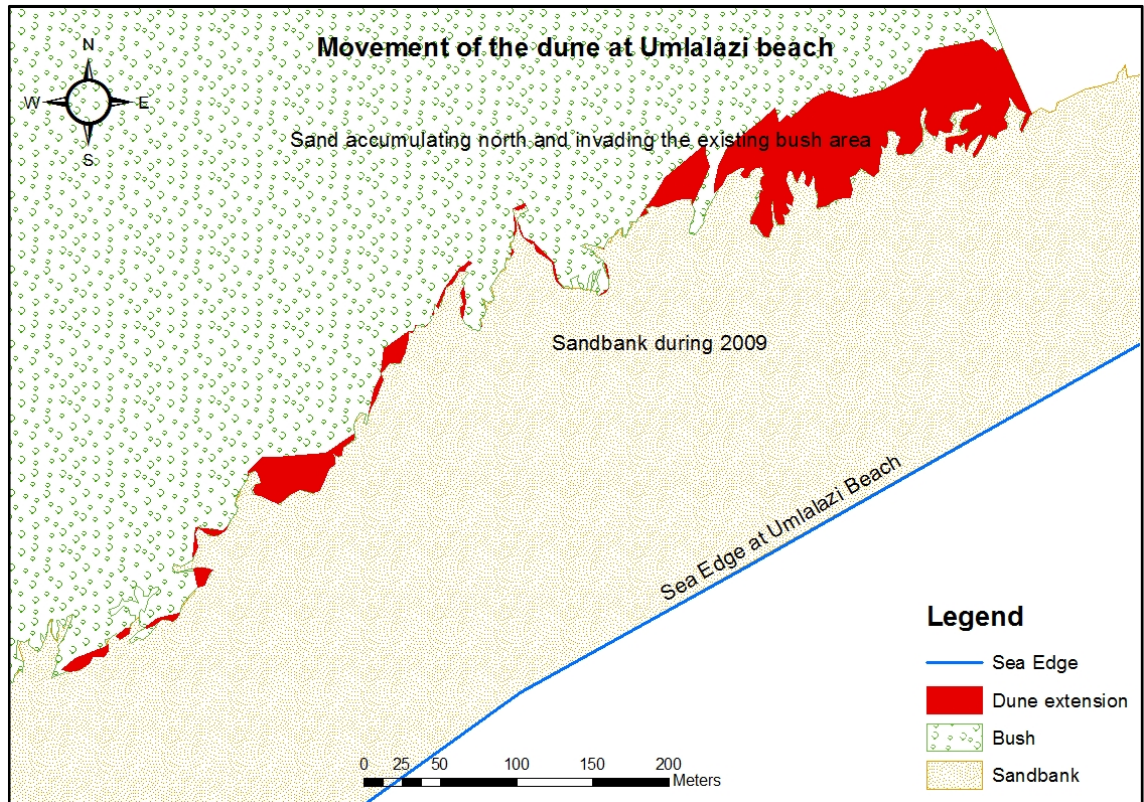 Movement of the dune at Umlalazi beach
N
W
E
S
Sand accumulating north and invading the existing bush area
Sandbank during 2009
Sea Edge at Umlalazi Beach
Legend
Sea Edge
Dune extension
Bush
Sandbank
0 25 50 100 150 200
Meters